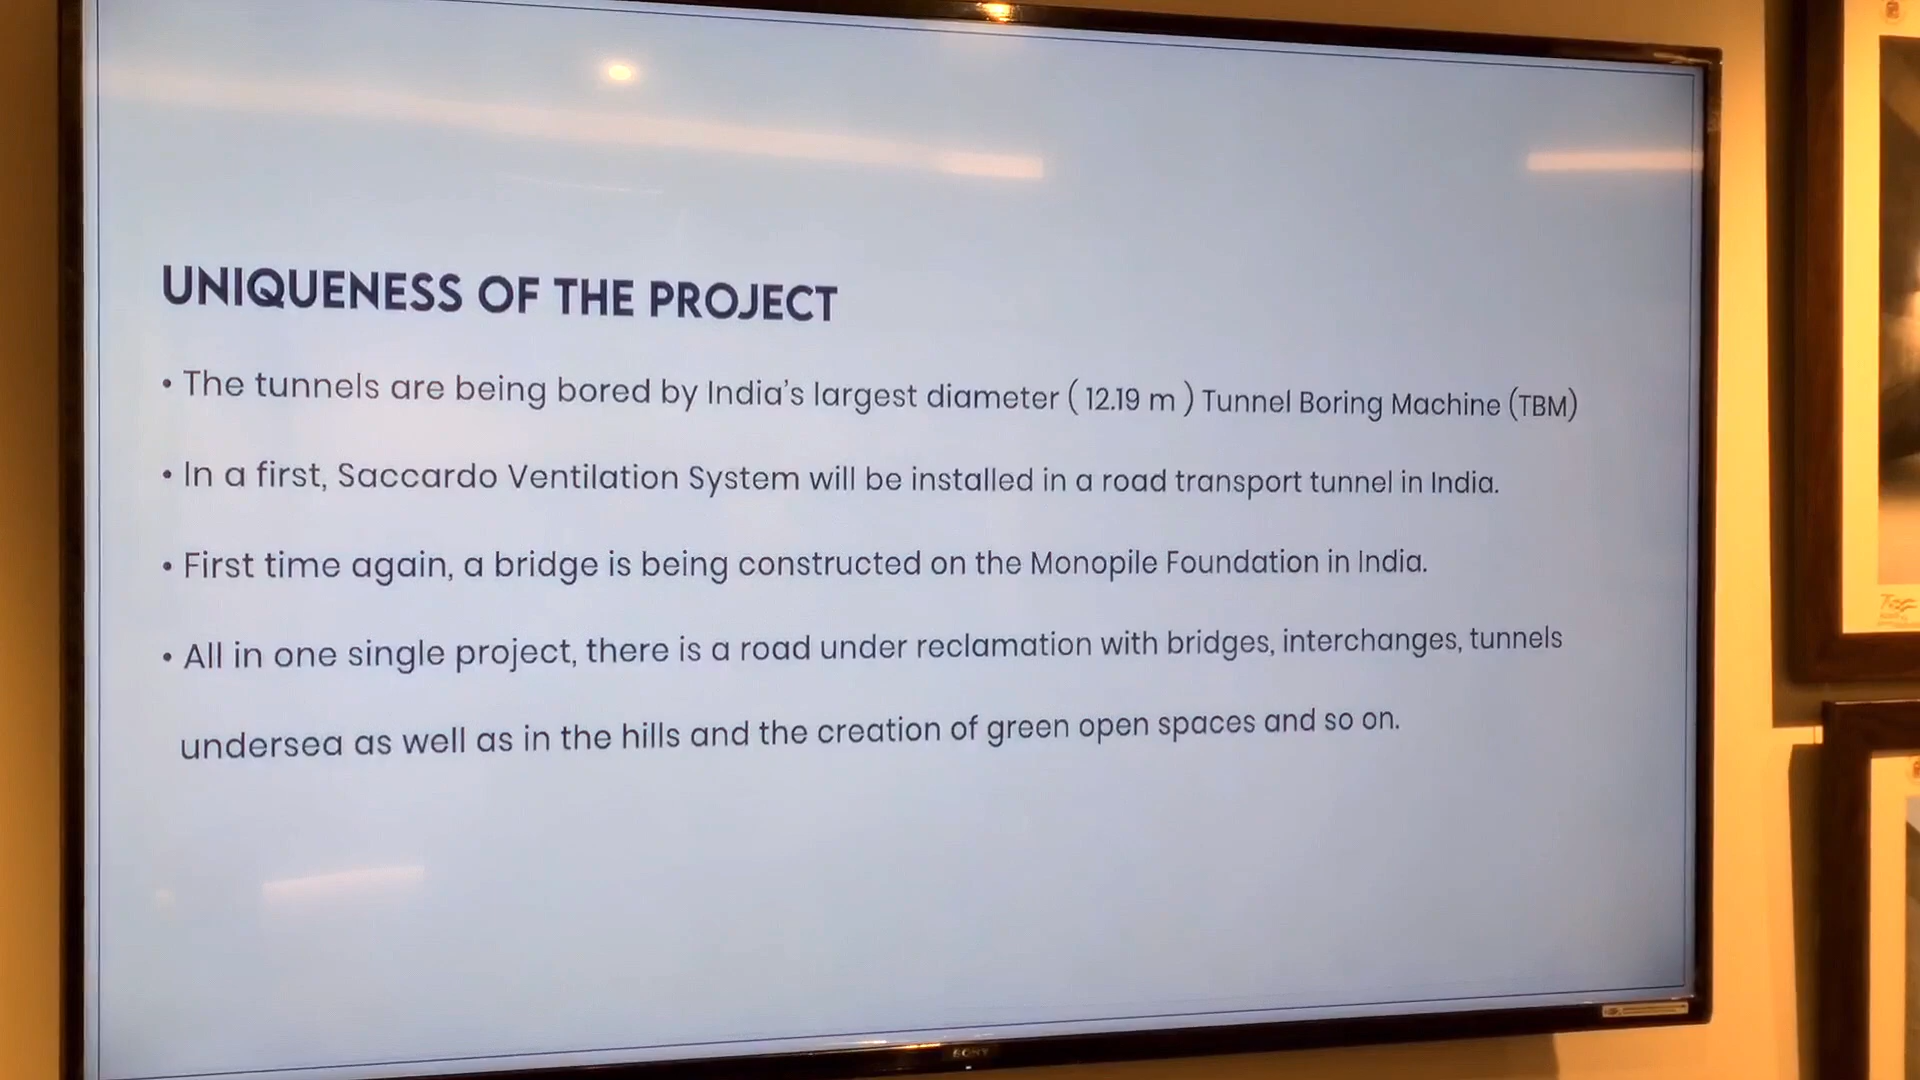 UNIQUENESS OF THE PROJECT
• The tunnels are being bored by India's largest diameter ( 12.19 m ) Tunnel Boring Machine (TBM)
• In a first, Saccardo Ventilation System will be installed in a road transport tunnel in India.
• First time again, a bridge is being constructed on the Monopile Foundation in India.
• All in one single project, there is a road under reclamation with bridges, interchanges, tunnels
undersea as well as in the hills and the creation of green open spaces and so on.
SONY